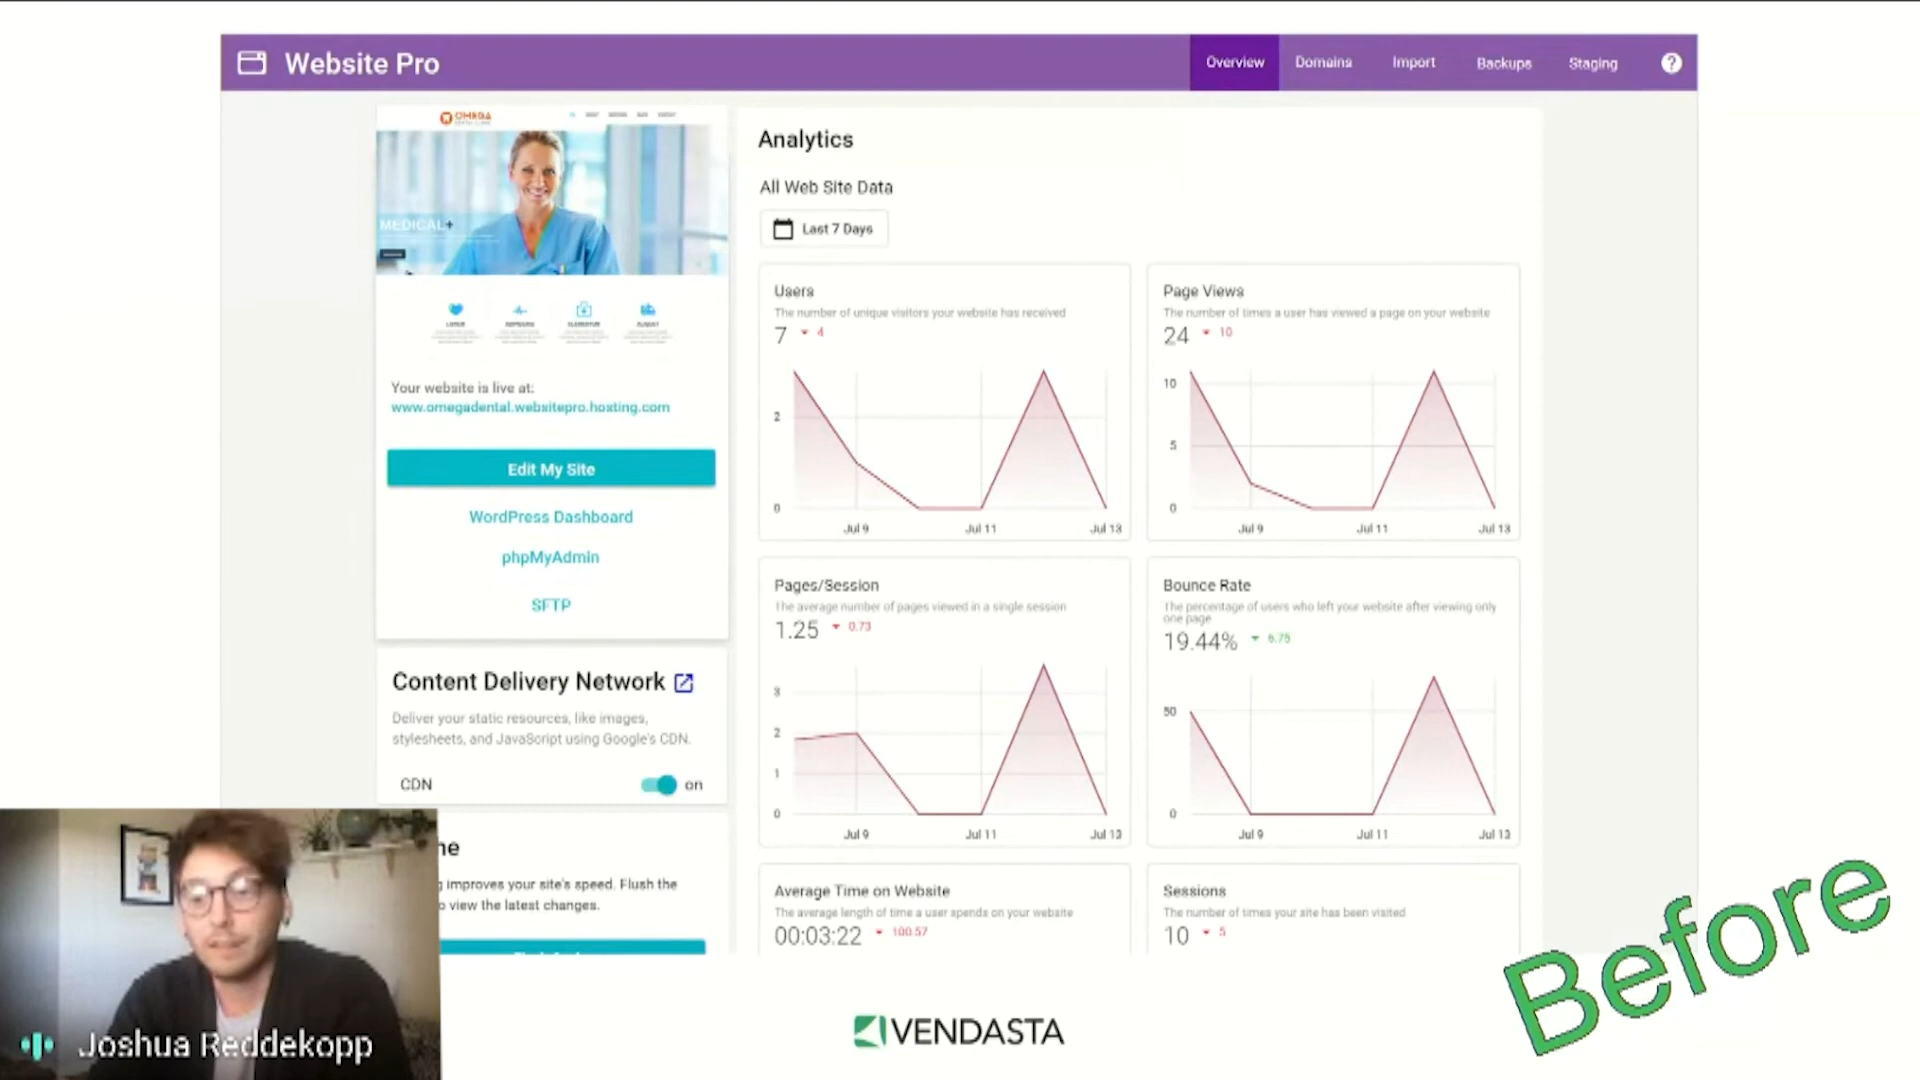 Website Pro
Overview
Domains
Import
Backups
Staging
?
OMEGA
MEDICAL+
Your website is live at:
www.omegadental.websitepro.hosting.com
Edit My Site
WordPress Dashboard
phpMyAdmin
SFTP
Content Delivery Network
Deliver your static resources, like images,
stylesheets, and JavaScript using Google's CDN.
CDN
on
ne
g improves your site's speed. Flush the
o view the latest changes.
Analytics
All Web Site Data
Last 7 Days
Users
The number of unique visitors your website has received
7
4
2
0
Jul 9
Jul 11
Jul 13
Page Views
The number of times a user has viewed a page on your website
24
10
10
5
0
Jul 9
Jul 11
Jul 13
Pages/Session
The average number of pages viewed in a single session
1.25
0.73
3
2
1
0
Jul 9
Jul 11
Jul 13
Bounce Rate
The percentage of users who left your website after viewing only
one page
19.44%
6.75
50
0
Jul 9
Jul 11
Jul 13
Average Time on Website
The average length of time a user spends on your website
00:03:22
100.57
Sessions
The number of times your site has been visited
10
5
Joshua Reddekopp
VENDASTA
Before